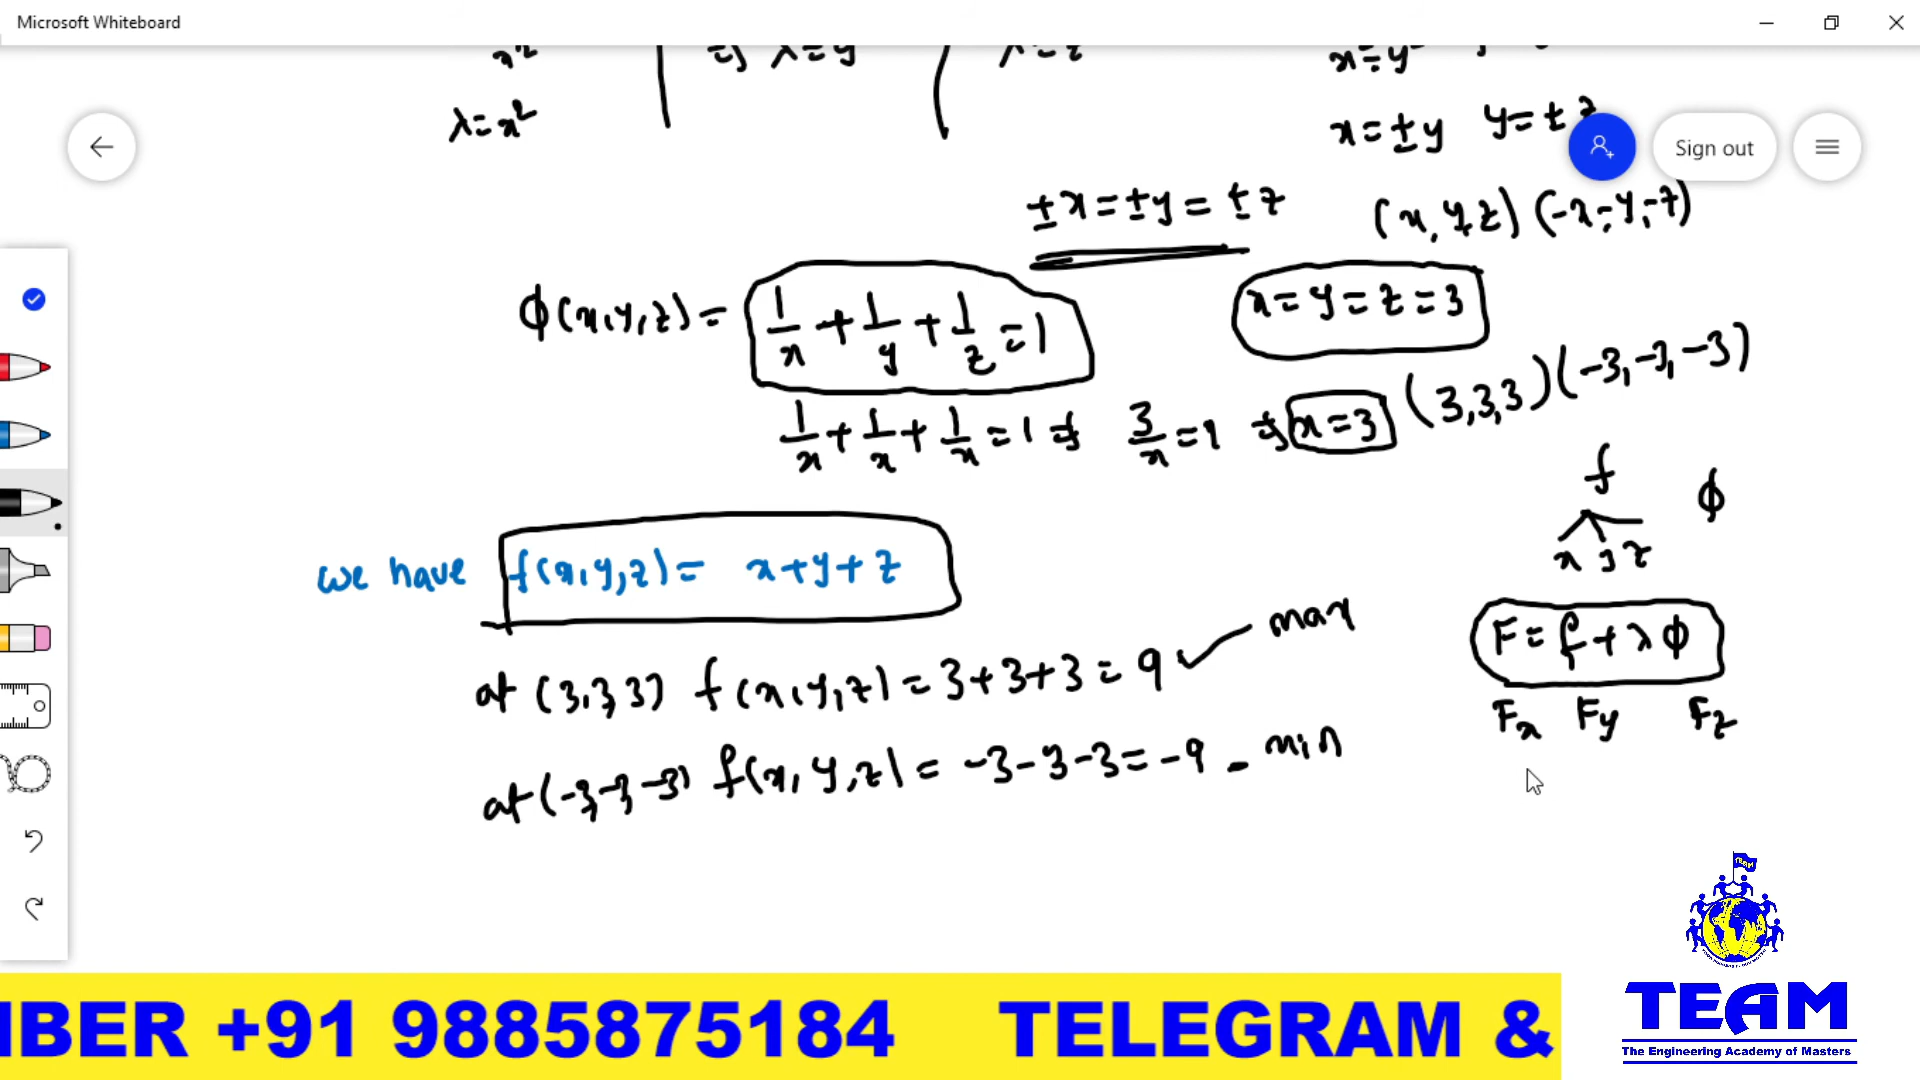 Microsoft Whiteboard
λ=x²
x=±y y=±z
Sign out
±x=±y=±z
(x,y,z) (-x,-y,-z)
ϕ(x,y,z)= 1/x + 1/y + 1/z =1
x=y=z=3
1/x + 1/x + 1/x =1 ⇒ 3/x =1 ⇒ x=3
(3,3,3) (-3,-3,-3)
f ϕ
x y z
we have f(x,y,z)= x+y+z
F= f+λϕ
Fx Fy Fz
at (3,3,3) f(x,y,z)=3+3+3=9 ✓ max
at (-3,-3,-3) f(x,y,z)= -3-3-3=-9 - min
MBER +91 9885875184 TELEGRAM &
TEAM
The Engineering Academy of Masters